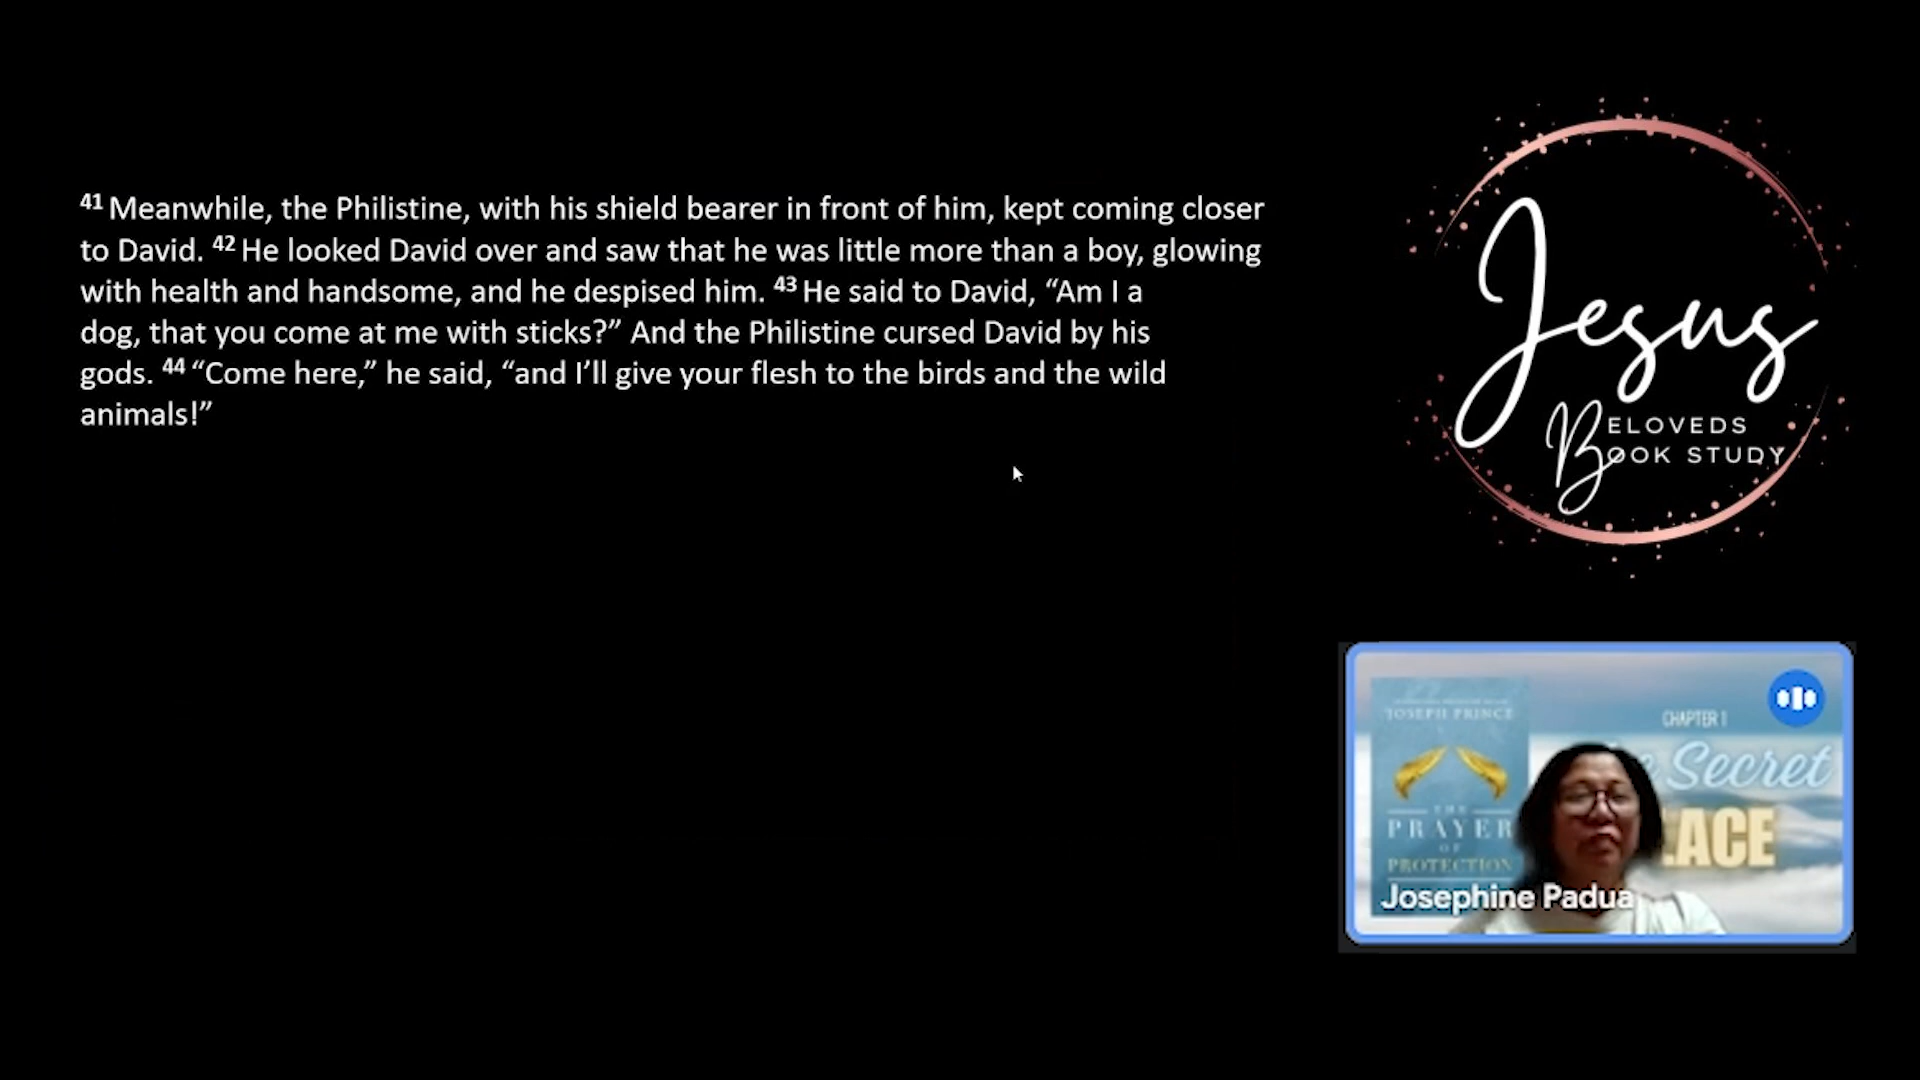 41 Meanwhile, the Philistine, with his shield bearer in front of him, kept coming closer
to David. 42 He looked David over and saw that he was little more than a boy, glowing
with health and handsome, and he despised him. 43 He said to David, “Am I a
dog, that you come at me with sticks?” And the Philistine cursed David by his
gods. 44 “Come here,” he said, “and I’ll give your flesh to the birds and the wild
animals!”
Jesus
BELOVEDS
BOOK STUDY
JOSEPH PRINCE
THE
PRAYER
OF
PROTECTION
CHAPTER 1
Secret
Josephine Padua